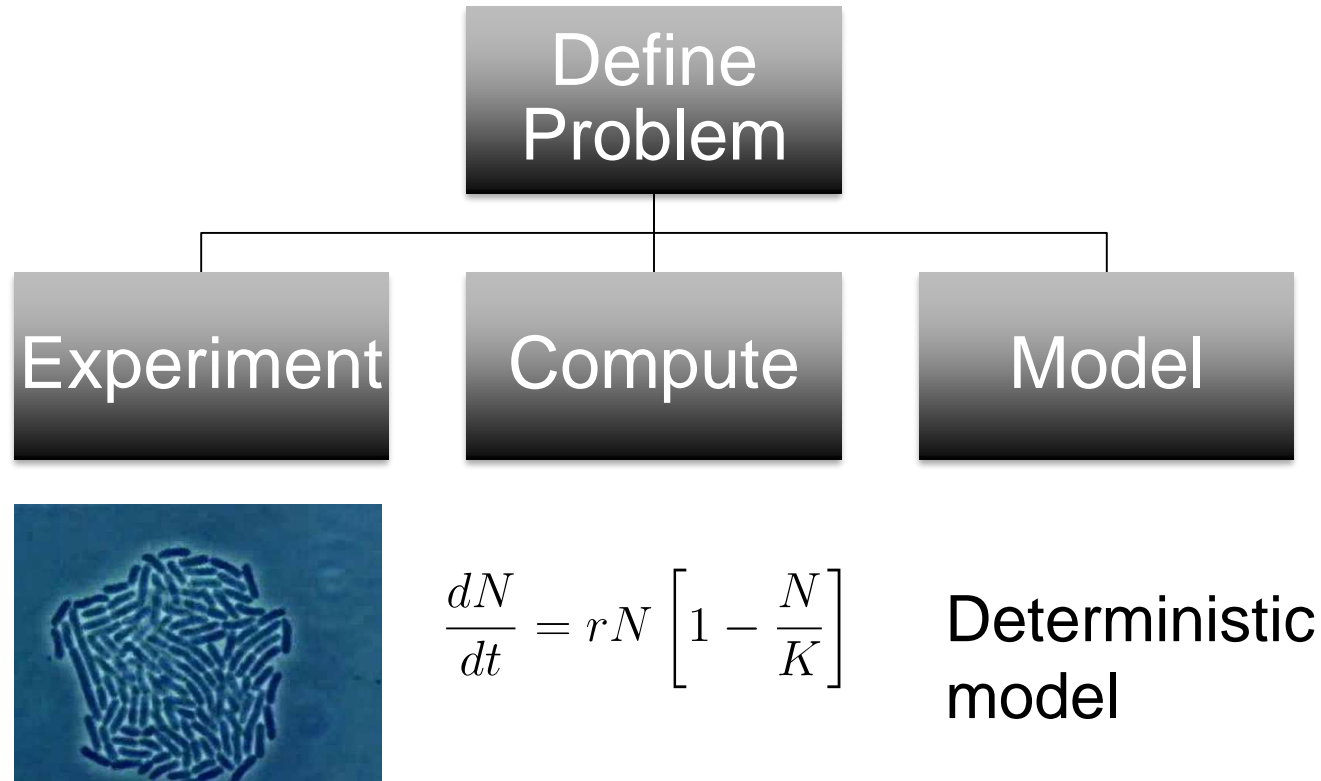 Define
Problem
Experiment
Compute
Model
dN/dt = rN [1 − N/K]
Deterministic
model